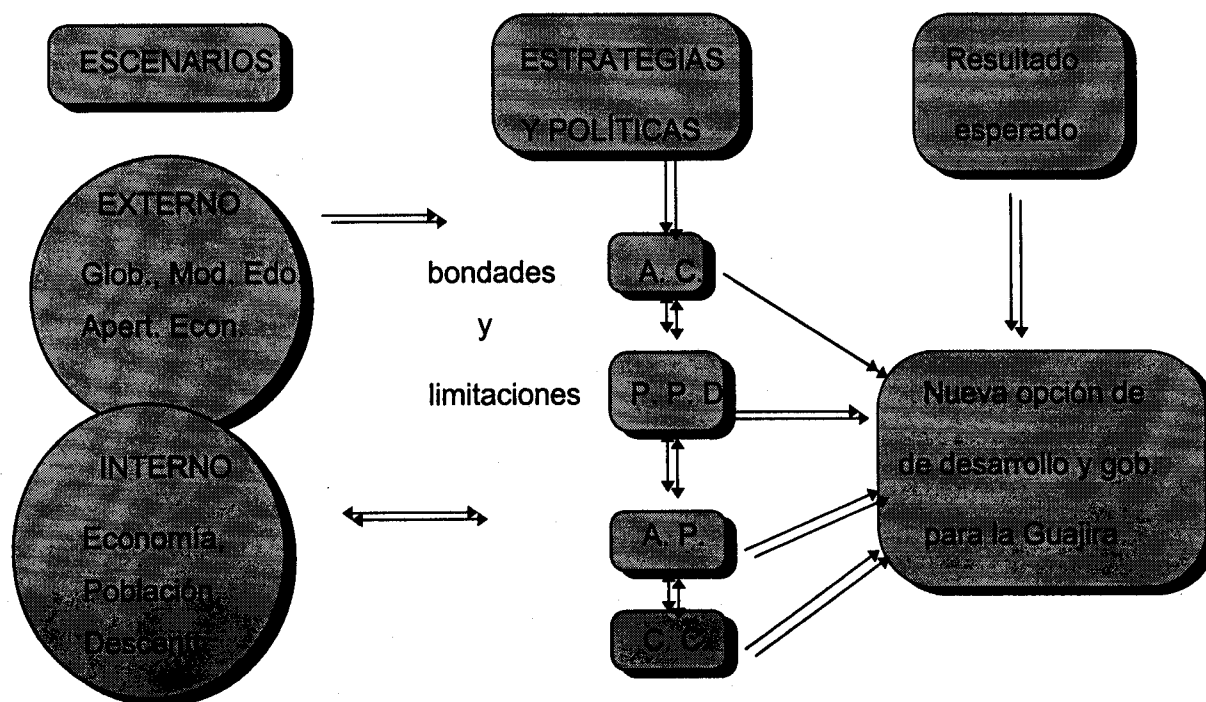 ESCENARIOS
ESTRATEGIAS
Y POLÍTICAS
Resultado
esperado
EXTERNO
Glob., Mod. Edo.
Apert. Econ.
bondades
y
limitaciones
INTERNO
Economía,
Población,
A. C.
P. P. D
A. P.
Nueva opción de
de desarrollo y gob.
para la Guajira